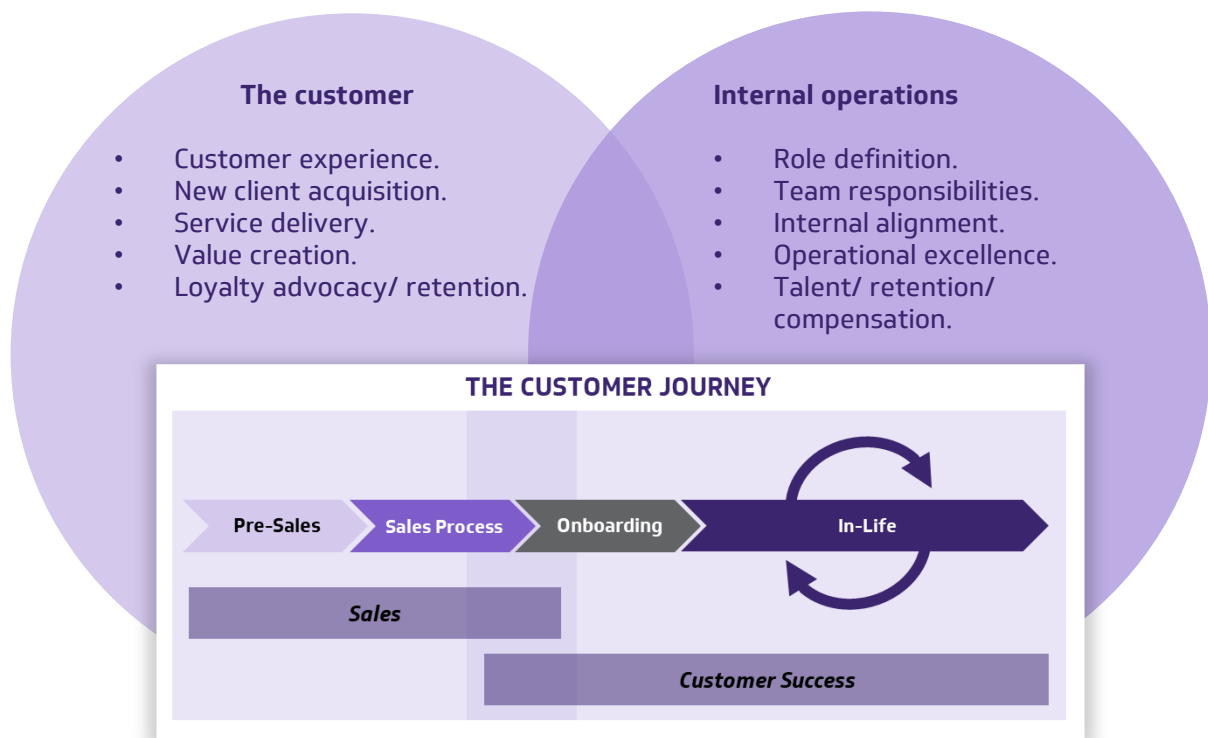 The customer
• Customer experience.
• New client acquisition.
• Service delivery.
• Value creation.
• Loyalty advocacy/ retention.
Internal operations
• Role definition.
• Team responsibilities.
• Internal alignment.
• Operational excellence.
• Talent/ retention/
compensation.
THE CUSTOMER JOURNEY
Pre-Sales
Sales Process
Onboarding
In-Life
Sales
Customer Success